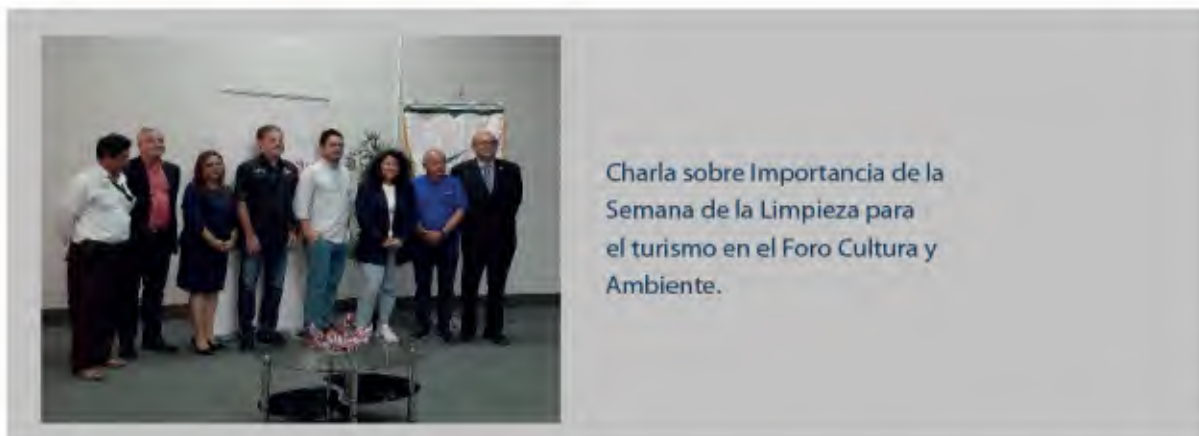 Charla sobre Importancia de la
Semana de la Limpieza para
el turismo en el Foro Cultura y
Ambiente.